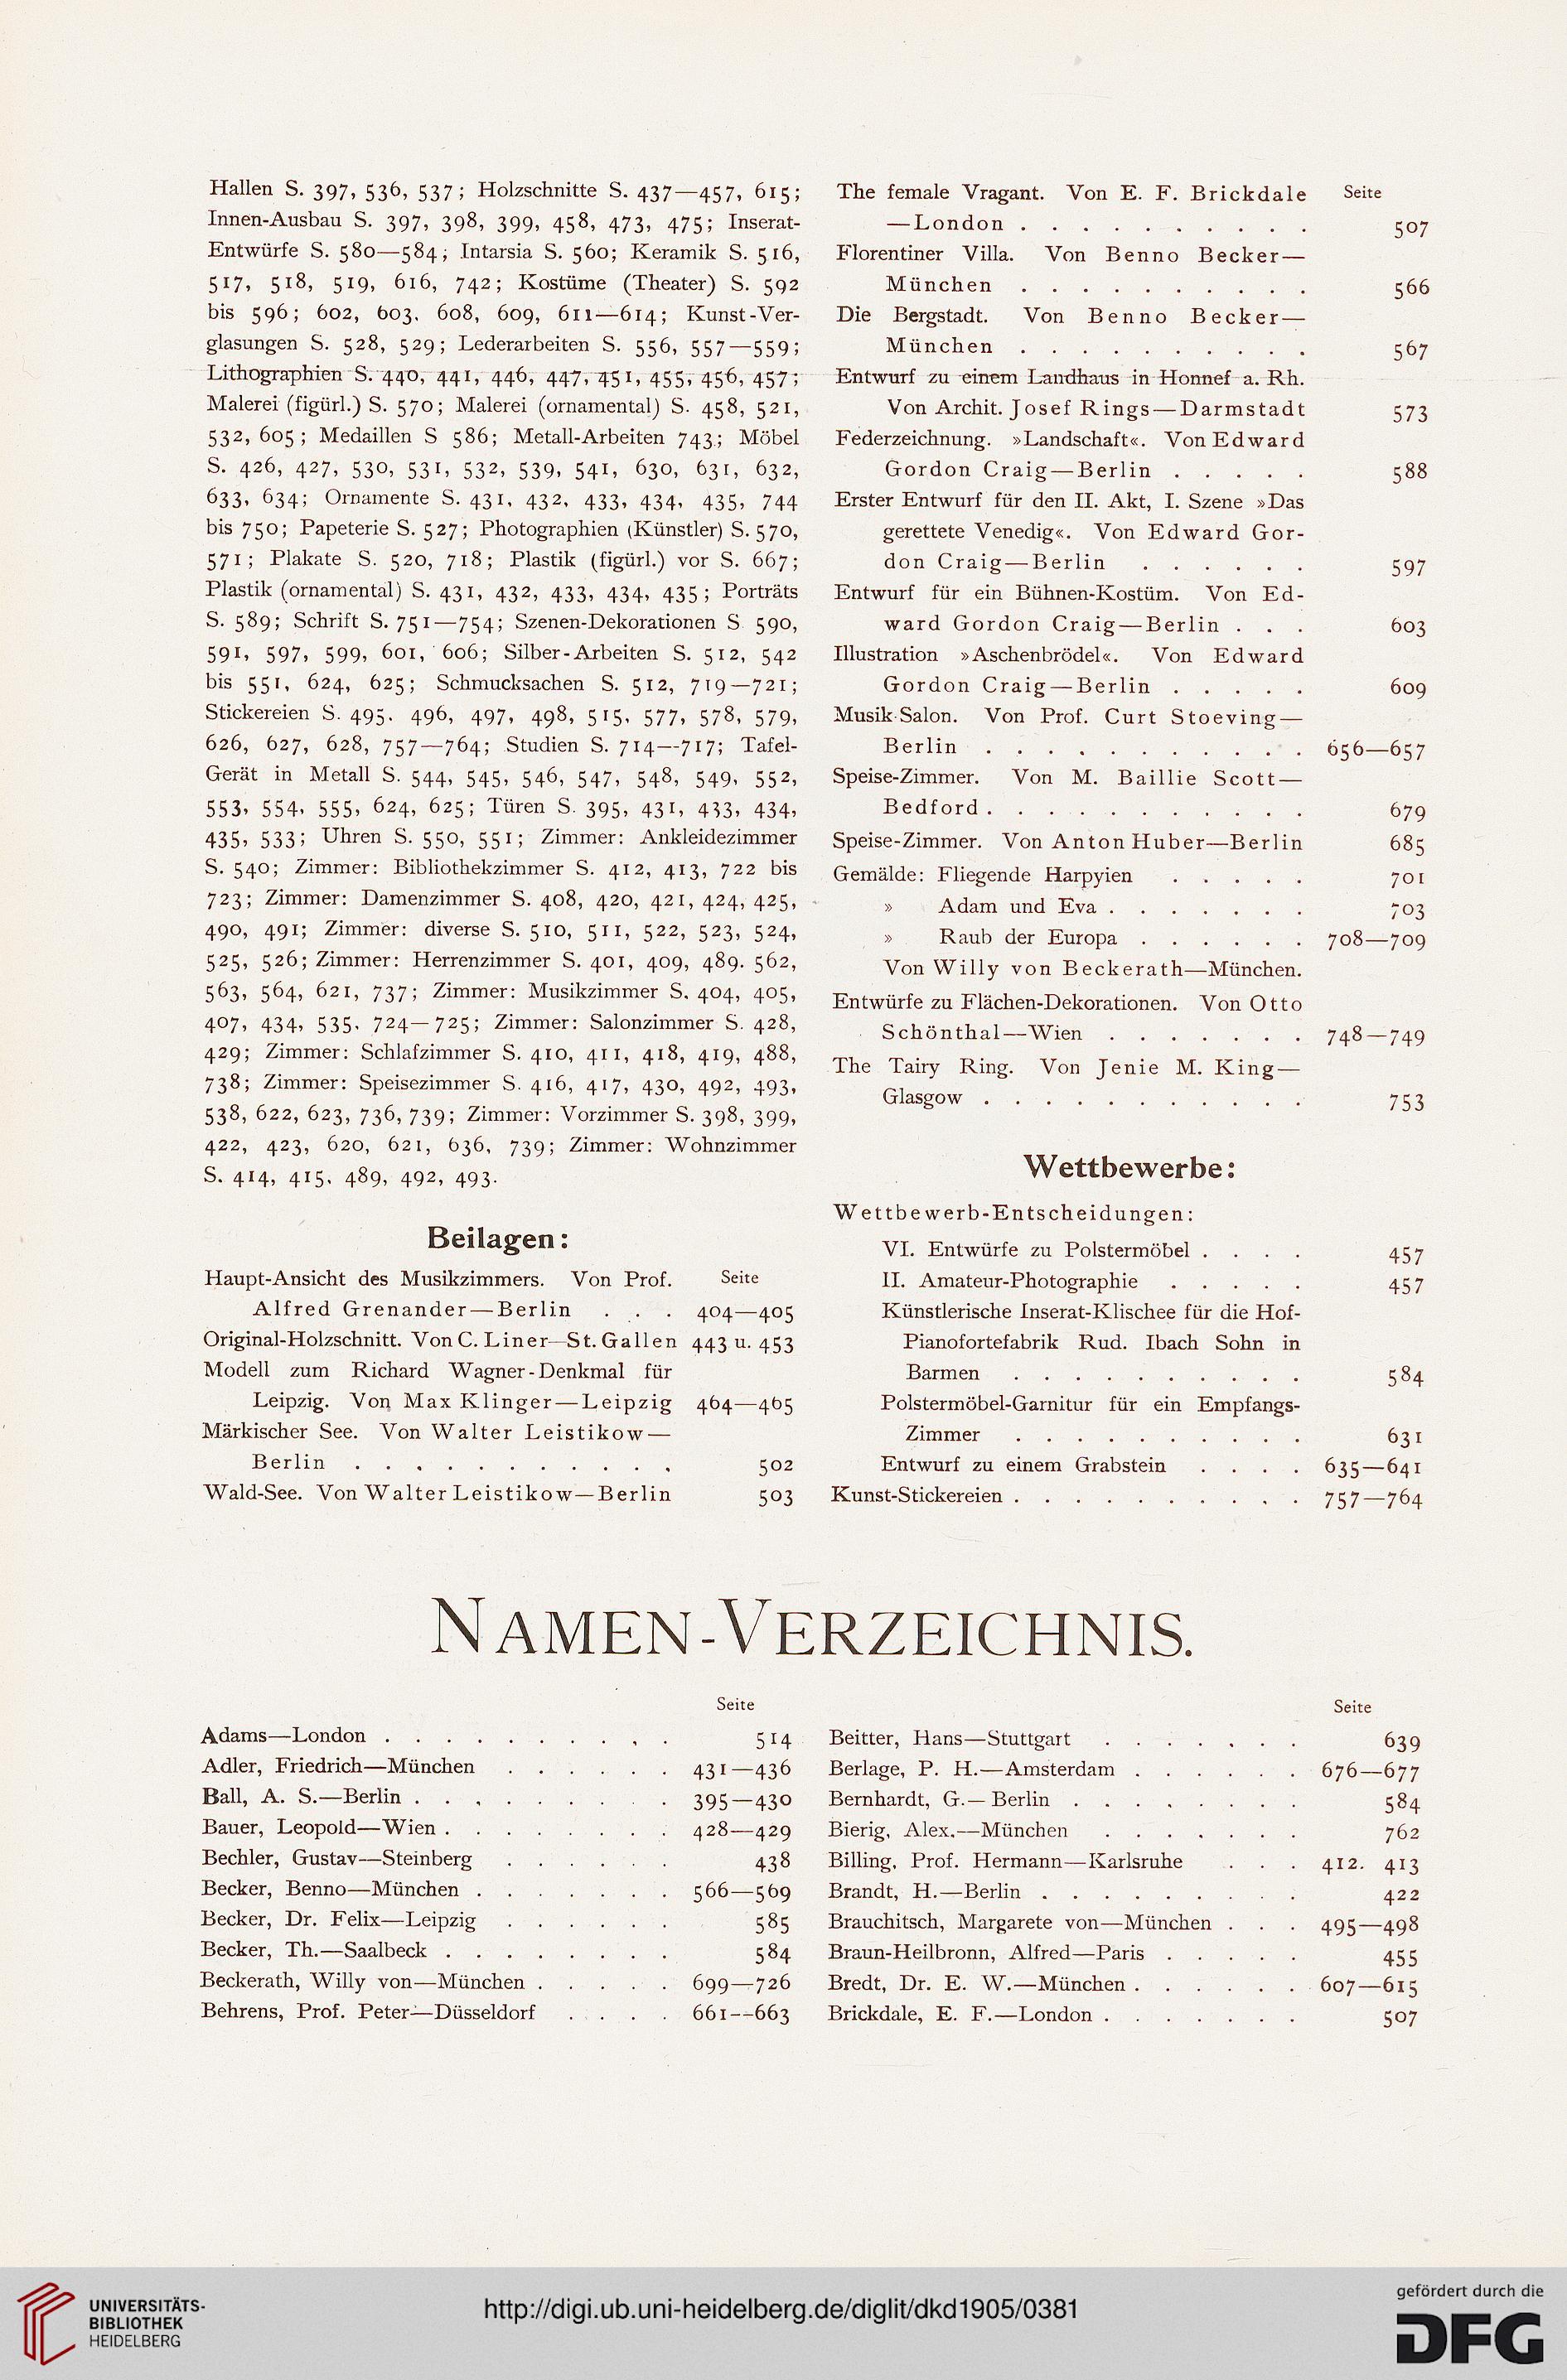 Hallen S. 397, 536, 537; Holzschnitte S. 437—457, 615;
Innen-Ausbau S. 397, 398, 399, 458, 473, 475; Inserat-
Entwürfe S. 580—584; Intarsia S. 560; Keramik S. 516,
517, 518, 519, 616, 742; Kostüme (Theater) S. 592
bis 596; 602, 603, 608, 609, 611—614; Kunst-Ver-
glasungen S. 528, 529; Lederarbeiten S. 556, 557—559;
Lithographien S. 440, 441, 446, 447, 451, 455, 456, 457;
Malerei (figürl.) S. 570; Malerei (ornamental) S. 458, 521,
532, 605; Medaillen S 586; Metall-Arbeiten 743; Möbel
S. 426, 427, 530, 531, 532, 539, 541, 630, 631, 632,
633, 634; Ornamente S. 431, 432, 433, 434, 435, 744
bis 750; Papeterie S. 527; Photographien (Künstler) S. 570,
571; Plakate S. 520, 718; Plastik (figürl.) vor S. 667;
Plastik (ornamental) S. 431, 432, 433, 434, 435; Porträts
S. 589; Schrift S. 751—754; Szenen-Dekorationen S 590,
591, 597, 599, 601, 606; Silber-Arbeiten S. 512, 542
bis 551, 624, 625; Schmucksachen S. 512, 719—721;
Stickereien S. 495. 496, 497, 498, 515, 577, 578, 579,
626, 627, 628, 757—764; Studien S. 714—717; Tafel-
Gerät in Metall S. 544, 545, 546, 547, 548, 549, 552,
553, 554, 555, 624, 625; Türen S. 395, 431, 433, 434,
435, 533; Uhren S. 550, 551; Zimmer: Ankleidezimmer
S. 540; Zimmer: Bibliothekzimmer S. 412, 413, 722 bis
723; Zimmer: Damenzimmer S. 408, 420, 421, 424, 425,
490, 491; Zimmer: diverse S. 510, 511, 522, 523, 524,
525, 526; Zimmer: Herrenzimmer S. 401, 409, 489. 562,
563, 564, 621, 737; Zimmer: Musikzimmer S. 404, 405,
407, 434, 535, 724—725; Zimmer: Salonzimmer S. 428,
429; Zimmer: Schlafzimmer S. 410, 411, 418, 419, 488,
738; Zimmer: Speisezimmer S. 416, 417, 430, 492, 493,
538, 622, 623, 736, 739; Zimmer: Vorzimmer S. 398, 399,
422, 423, 620, 621, 636, 739; Zimmer: Wohnzimmer
S. 414, 415, 489, 492, 493.
Beilagen:
Haupt-Ansicht des Musikzimmers. Von Prof. Seite
Alfred Grenander—Berlin . . . 404—405
Original-Holzschnitt. Von C. Liner—St. Gallen 443 u. 453
Modell zum Richard Wagner-Denkmal für
Leipzig. Von Max Klinger—Leipzig 464—465
Märkischer See. Von Walter Leistikow—
Berlin . . . . . . . . . . . 502
Wald-See. Von Walter Leistikow—Berlin 503
The female Vragant. Von E. F. Brickdale Seite
—London . . . . . . . . . . 507
Florentiner Villa. Von Benno Becker—
München . . . . . . . . . . 566
Die Bergstadt. Von Benno Becker—
München . . . . . . . . . . 567
Entwurf zu einem Landhaus in Honnef a. Rh.
Von Archit. Josef Rings—Darmstadt 573
Federzeichnung. »Landschaft«. Von Edward
Gordon Craig—Berlin . . . . . 588
Erster Entwurf für den II. Akt, I. Szene »Das
gerettete Venedig«. Von Edward Gor-
don Craig—Berlin . . . . . . 597
Entwurf für ein Bühnen-Kostüm. Von Ed-
ward Gordon Craig—Berlin . . . 603
Illustration »Aschenbrödel«. Von Edward
Gordon Craig—Berlin . . . . . 609
Musik-Salon. Von Prof. Curt Stoeving—
Berlin . . . . . . . . . . . 656—657
Speise-Zimmer. Von M. Baillie Scott—
Bedford . . . . . . . . . . . 679
Speise-Zimmer. Von Anton Huber—Berlin 685
Gemälde: Fliegende Harpyien . . . . . 701
» Adam und Eva . . . . . . . 703
» Raub der Europa . . . . . . 708—709
Von Willy von Beckerath—München.
Entwürfe zu Flächen-Dekorationen. Von Otto
Schönthal—Wien . . . . . . . 748—749
The Tairy Ring. Von Jenie M. King—
Glasgow . . . . . . . . . . . 753
Wettbewerbe:
Wettbewerb-Entscheidungen:
VI. Entwürfe zu Polstermöbel . . . . 457
II. Amateur-Photographie . . . . . 457
Künstlerische Inserat-Klischee für die Hof-
Pianofortefabrik Rud. Ibach Sohn in
Barmen . . . . . . . . . . 584
Polstermöbel-Garnitur für ein Empfangs-
Zimmer . . . . . . . . . . 631
Entwurf zu einem Grabstein . . . . 635—641
Kunst-Stickereien . . . . . . . . . . 757—764
NAMEN-VERZEICHNIS.
Seite
Adams—London . . . . . . . . . . 514
Adler, Friedrich—München . . . . . . 431—436
Ball, A. S.—Berlin . . . . . . . . . 395—430
Bauer, Leopold—Wien . . . . . . . . 428—429
Bechler, Gustav—Steinberg . . . . . . 438
Becker, Benno—München . . . . . . . 566—569
Becker, Dr. Felix—Leipzig . . . . . . 585
Becker, Th.—Saalbeck . . . . . . . . 584
Beckerath, Willy von—München . . . . . 699—726
Behrens, Prof. Peter—Düsseldorf . . . . 661—663
Seite
Beitter, Hans—Stuttgart . . . . . . . 639
Berlage, P. H.—Amsterdam . . . . . . 676—677
Bernhardt, G.—Berlin . . . . . . . . 584
Bierig, Alex.—München . . . . . . . 762
Billing, Prof. Hermann—Karlsruhe . . . 412. 413
Brandt, H.—Berlin . . . . . . . . . 422
Brauchitsch, Margarete von—München . . . 495—498
Braun-Heilbronn, Alfred—Paris . . . . . 455
Bredt, Dr. E. W.—München . . . . . . 607—615
Brickdale, E. F.—London . . . . . . . 507
UNIVERSITÄTS-
BIBLIOTHEK
HEIDELBERG
http://digi.ub.uni-heidelberg.de/diglit/dkd1905/0381
gefördert durch die
DFG